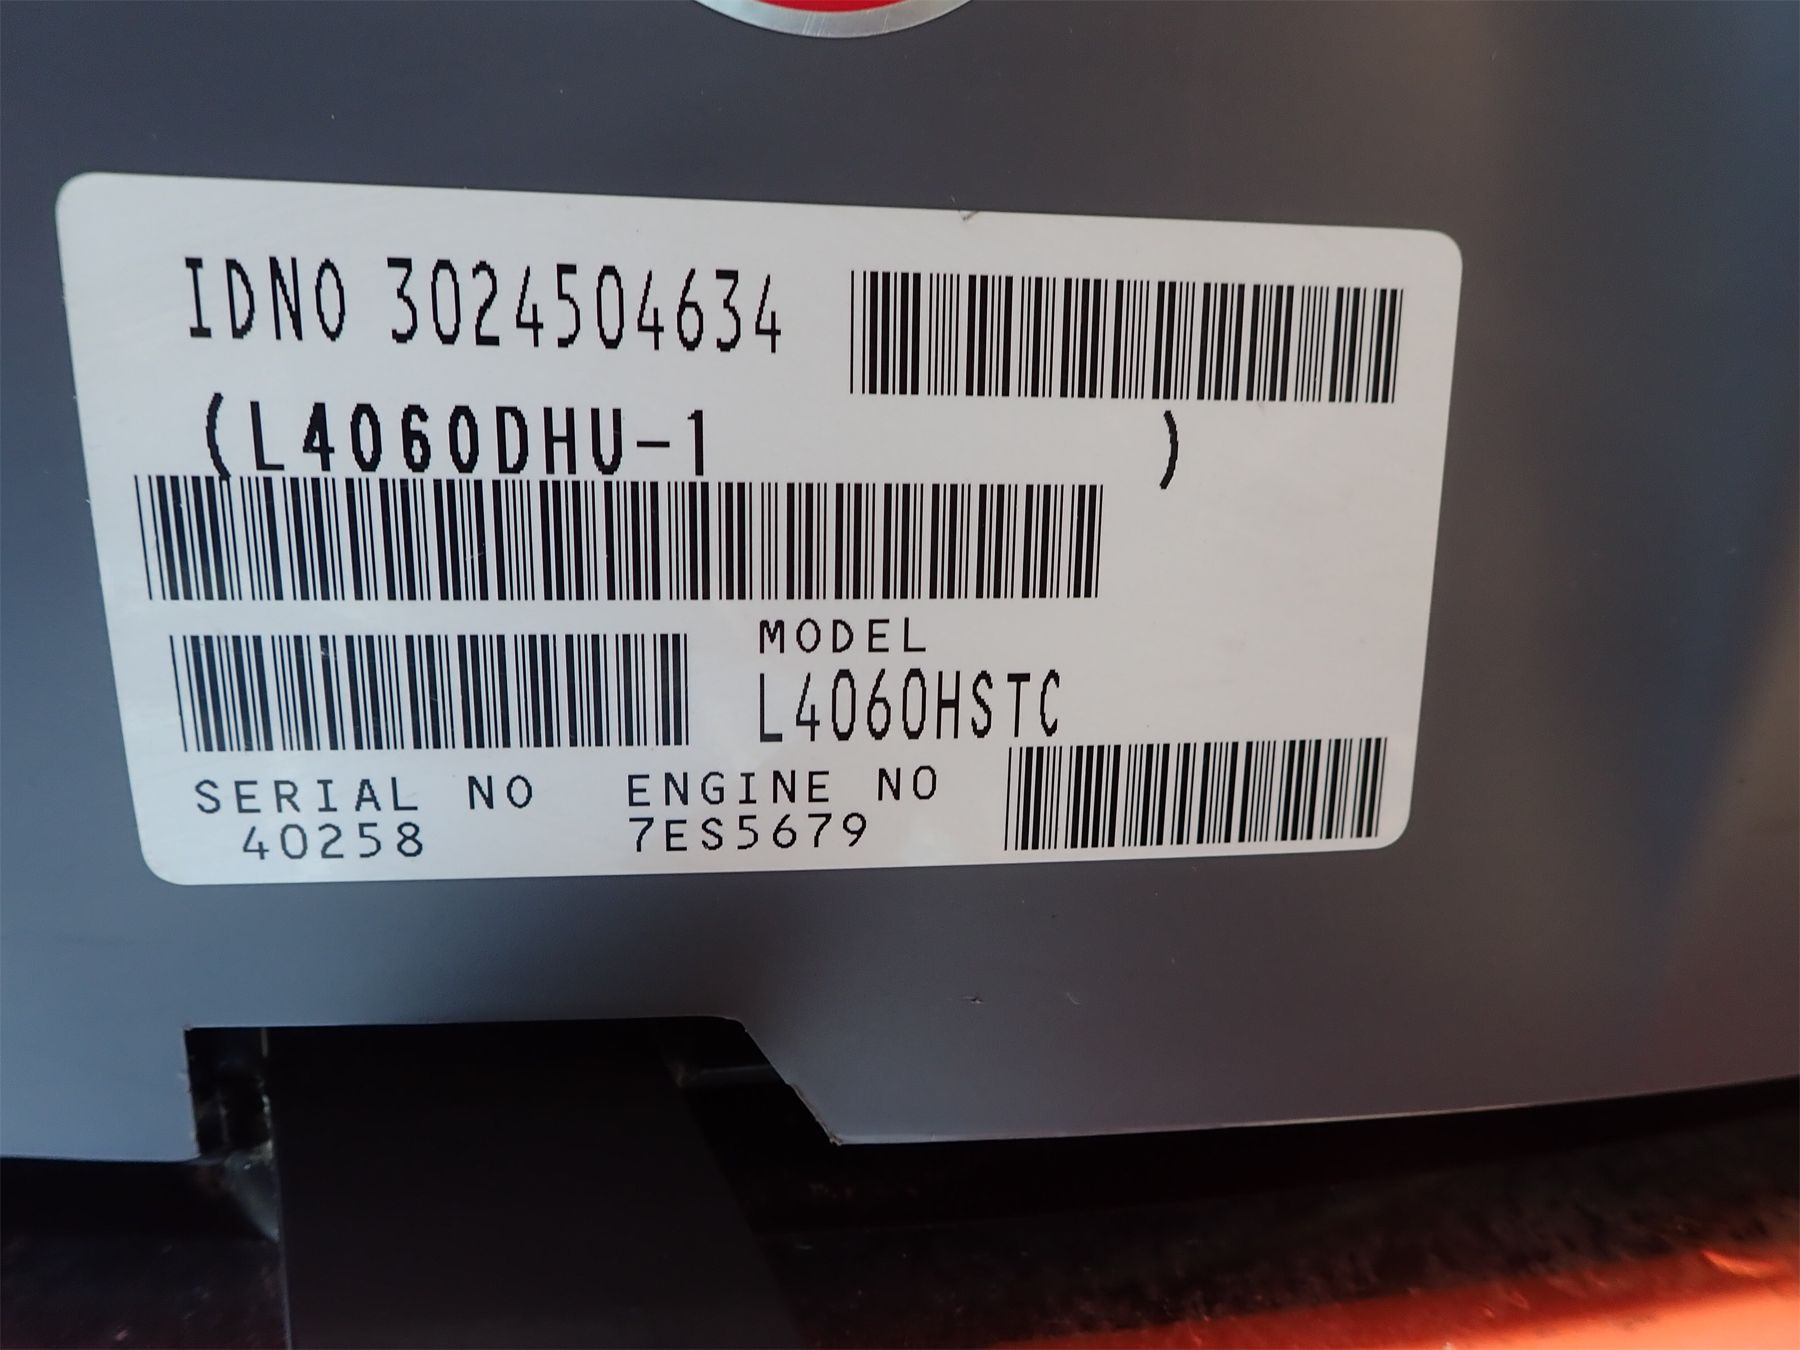 IDNO 3024504634
(L4060DHU-1 )
MODEL
L4060HSTC
SERIAL NO ENGINE NO
40258 7ES5679